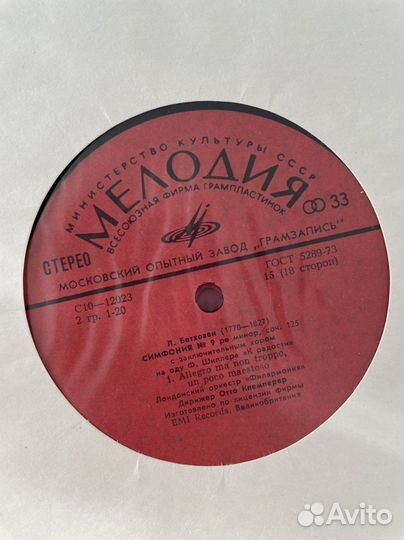 МИНИСТЕРСТВО КУЛЬТУРЫ СССР
МЕЛОДИЯ
ВСЕСОЮЗНАЯ ФИРМА ГРАМПЛАСТИНОК
33
СТЕРЕО
МОСКОВСКИЙ ОПЫТНЫЙ ЗАВОД „ГРАМЗАПИСЬ"
С10—12023
2 гр. 1-20
ГОСТ 5289-73
15 (18 сторон)
Л. Бетховен (1770—1827)
СИМФОНИЯ № 9 ре минор, соч. 125
с заключительным хором
на оду Ф. Шиллера «К радости»
1. Allegro ma non troppo,
un poco maestoso
Лондонский оркестр «Филармония»
Дирижер Отто Клемперер
Изготовлено по лицензии фирмы
EMI Records, Великобритания
Avito